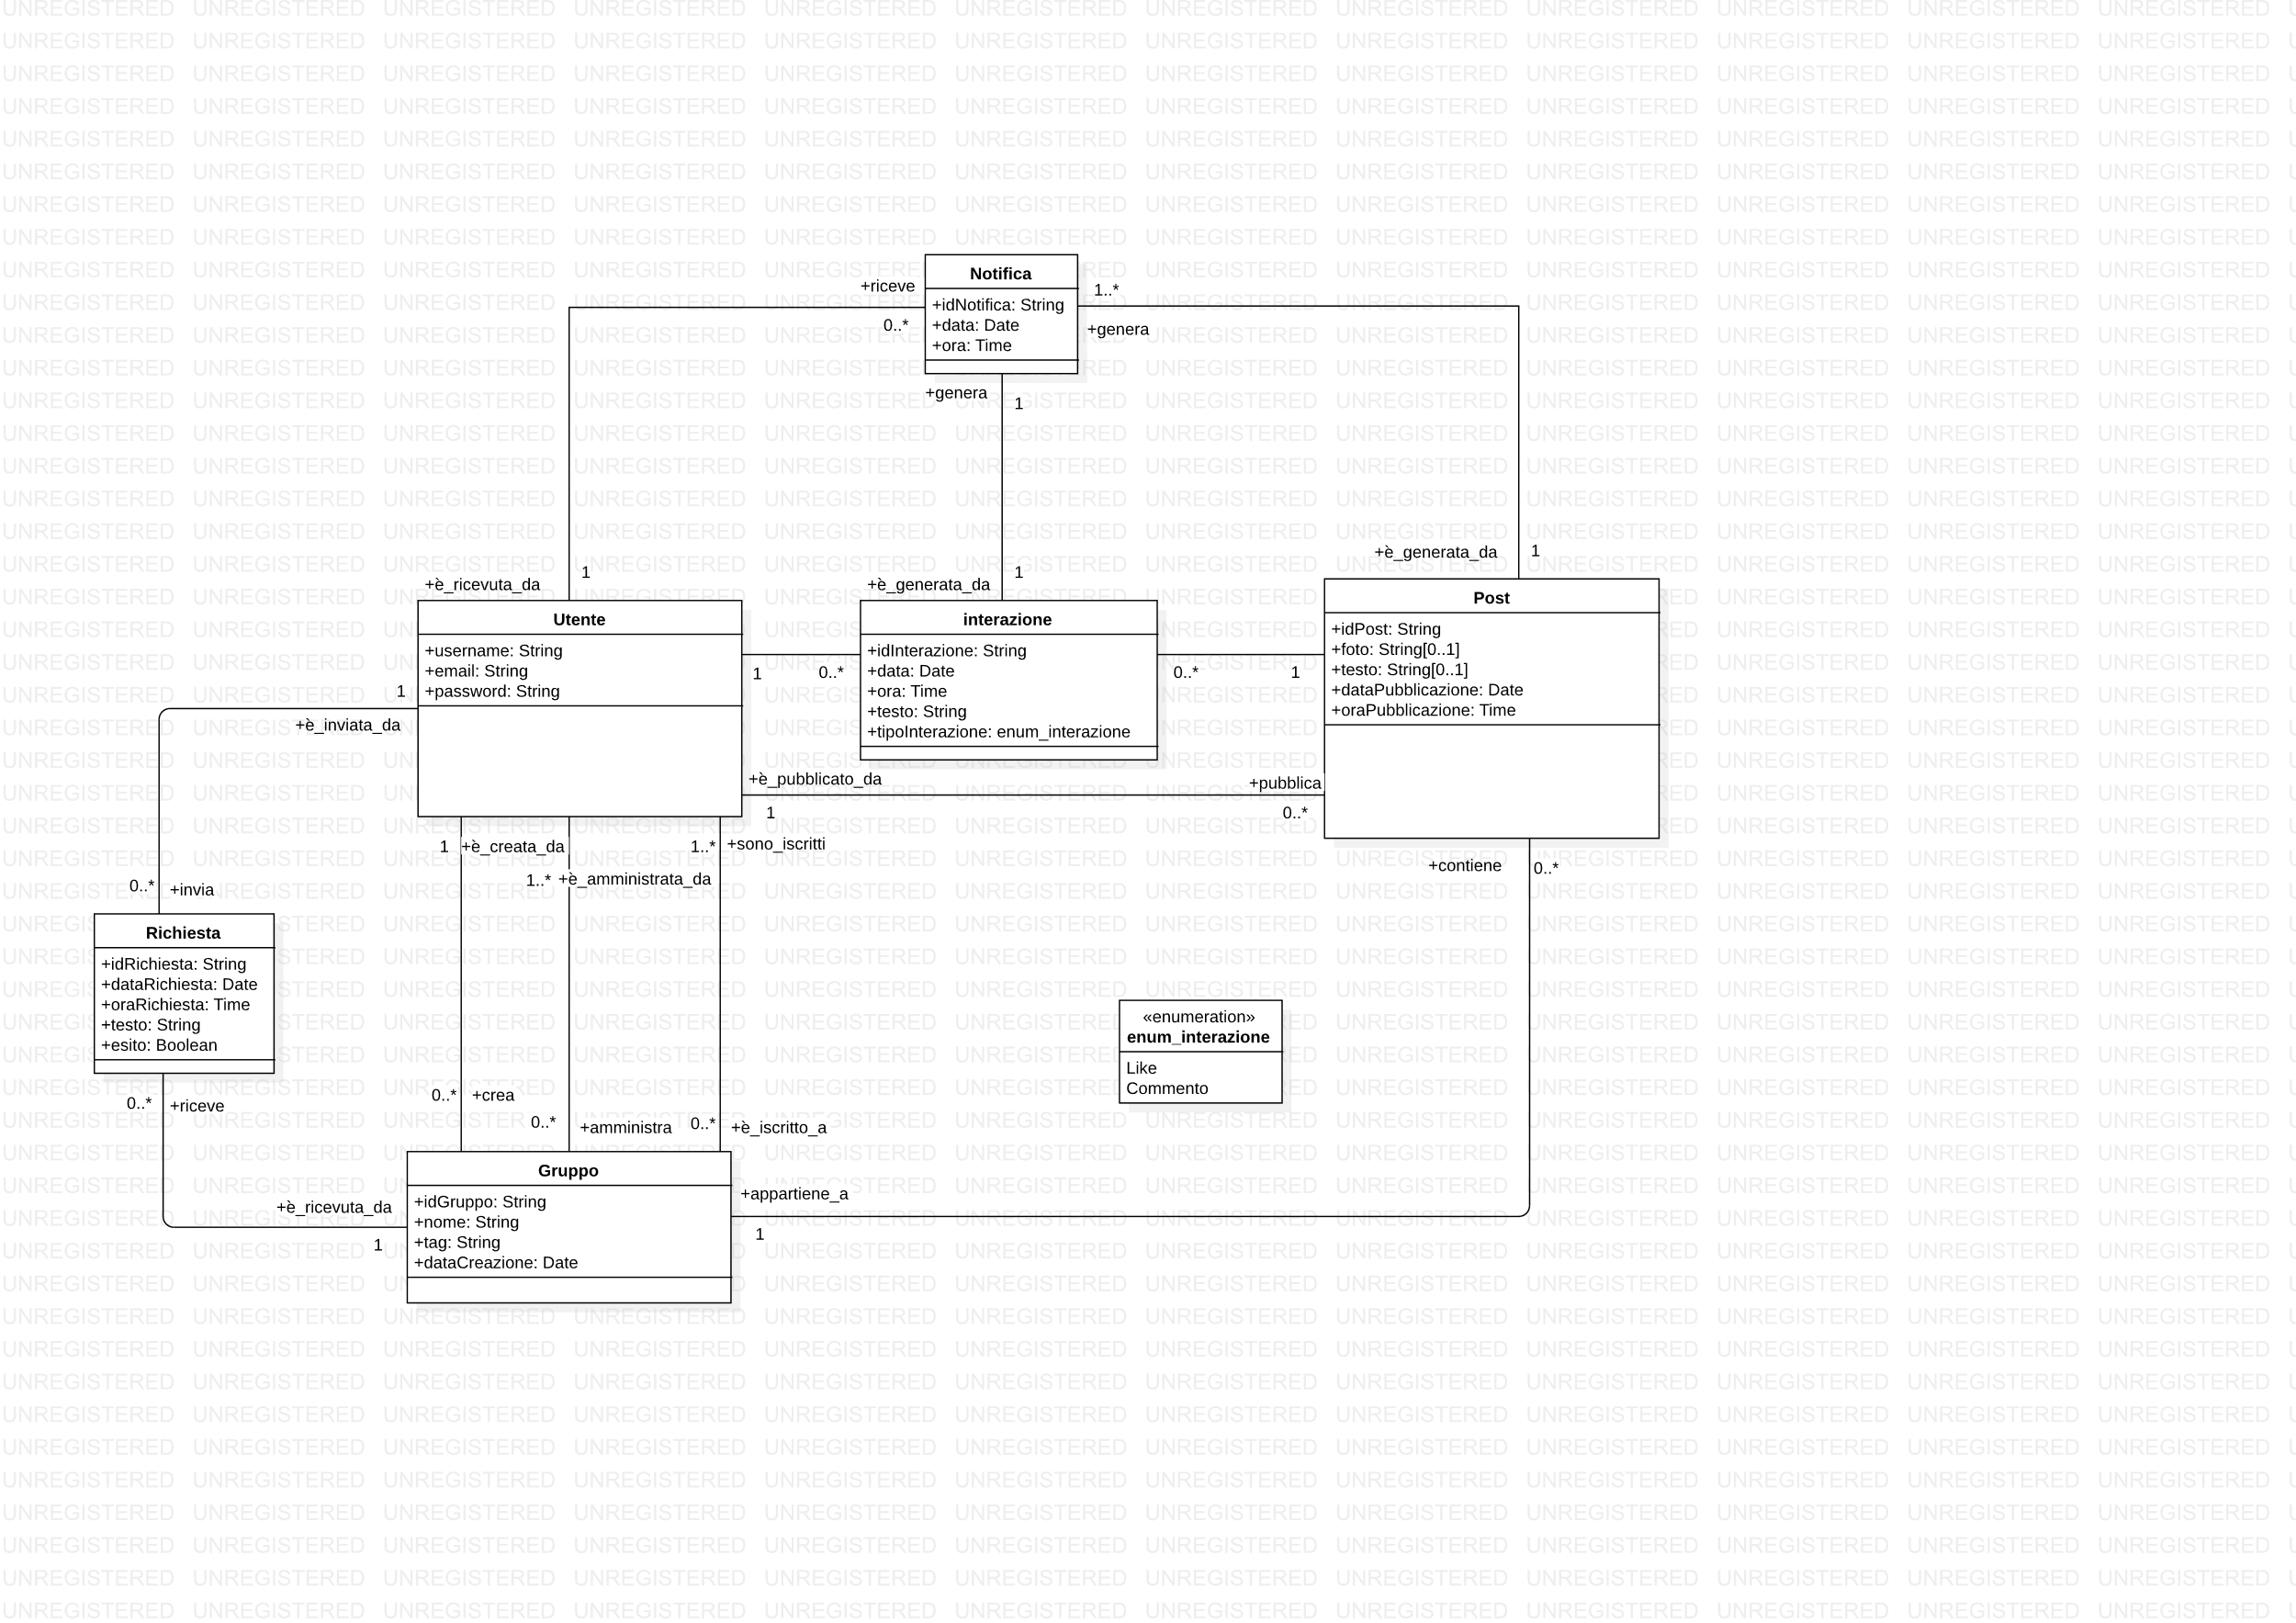 UNREGISTERED
Notifica
+idNotifica: String
+data: Date
+ora: Time
+riceve
0..*
1..*
+genera
+genera
1
+è_ricevuta_da
1
+è_generata_da
1
+è_generata_da
1
Utente
+username: String
+email: String
+password: String
interazione
+idInterazione: String
+data: Date
+ora: Time
+testo: String
+tipoInterazione: enum_interazione
Post
+idPost: String
+foto: String[0..1]
+testo: String[0..1]
+dataPubblicazione: Date
+oraPubblicazione: Time
1
0..*
0..*
1
1
+è_inviata_da
+è_pubblicato_da
1
+pubblica
0..*
1
+è_creata_da
1..*
+sono_iscritti
1..*
+è_amministrata_da
+contiene
0..*
0..*
+invia
Richiesta
+idRichiesta: String
+dataRichiesta: Date
+oraRichiesta: Time
+testo: String
+esito: Boolean
«enumeration»
enum_interazione
Like
Commento
0..*
+riceve
0..*
+crea
0..*
+amministra
0..*
+è_iscritto_a
+è_ricevuta_da
1
Gruppo
+idGruppo: String
+nome: String
+tag: String
+dataCreazione: Date
+appartiene_a
1